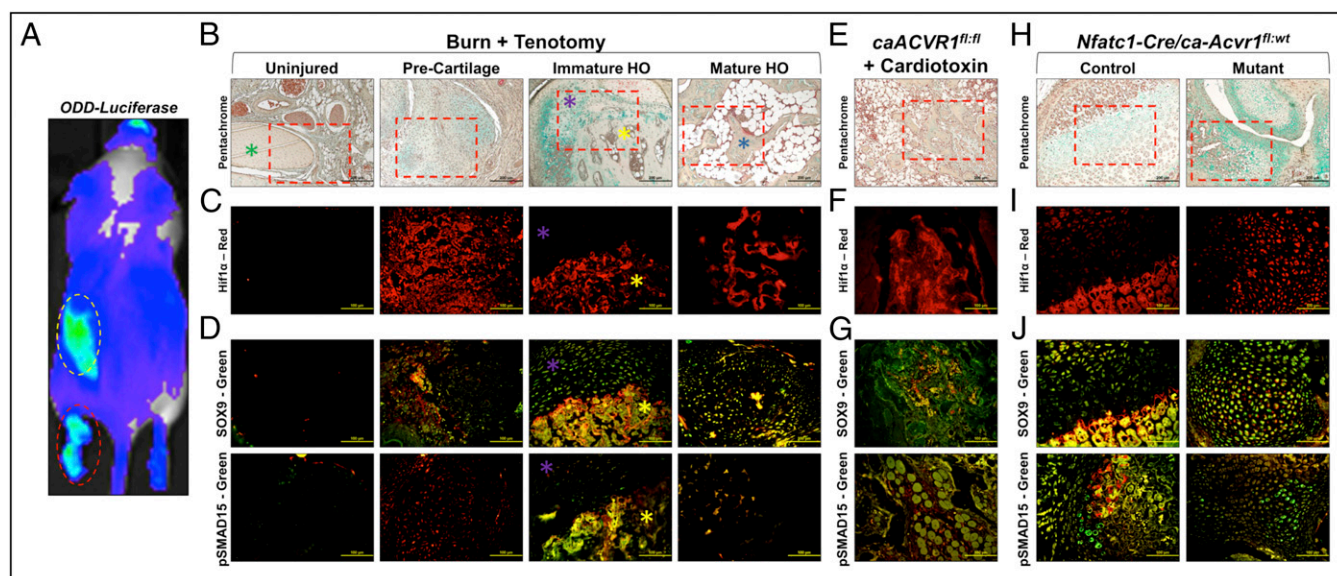 A
ODD-Luciferase
B
Burn + Tenotomy
Uninjured
Pre-Cartilage
Immature HO
Mature HO
Pentachrome
*
*
*
*
C
Hif1α – Red
*
*
D
SOX9 - Green
*
*
pSMAD15 - Green
*
*
E
caACVR1fl:fl
+ Cardiotoxin
Pentachrome
F
Hif1α – Red
G
SOX9 - Green
pSMAD15 - Green
H
Nfatc1-Cre/ca-Acvr1fl:wt
Control
Mutant
Pentachrome
I
Hif1α – Red
J
SOX9 - Green
pSMAD15 - Green